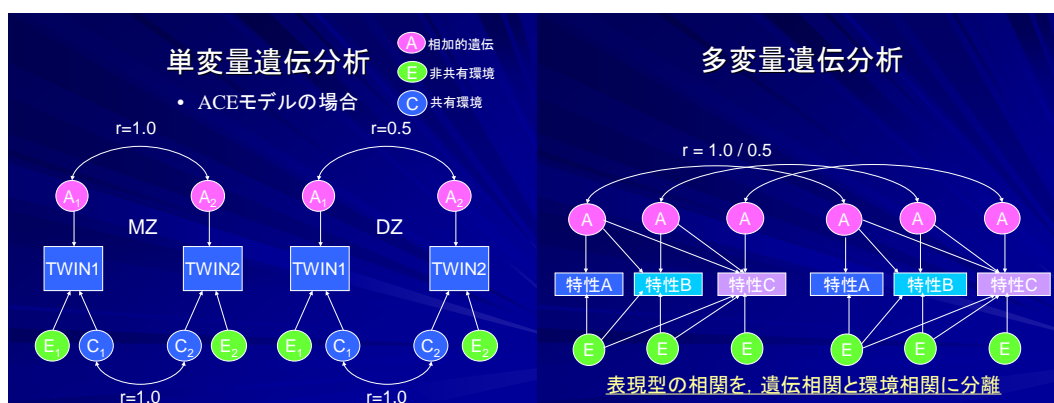 単変量遺伝分析
A 相加的遺伝
E 非共有環境
C 共有環境
• ACEモデルの場合
r=1.0
r=0.5
A1
A2
A1
A2
MZ
DZ
TWIN1
TWIN2
TWIN1
TWIN2
E1
C1
C2
E2
E1
C1
C2
E2
r=1.0
r=1.0
多変量遺伝分析
r = 1.0 / 0.5
A
A
A
A
A
A
特性A
特性B
特性C
特性A
特性B
特性C
E
E
E
E
E
E
表現型の相関を，遺伝相関と環境相関に分離